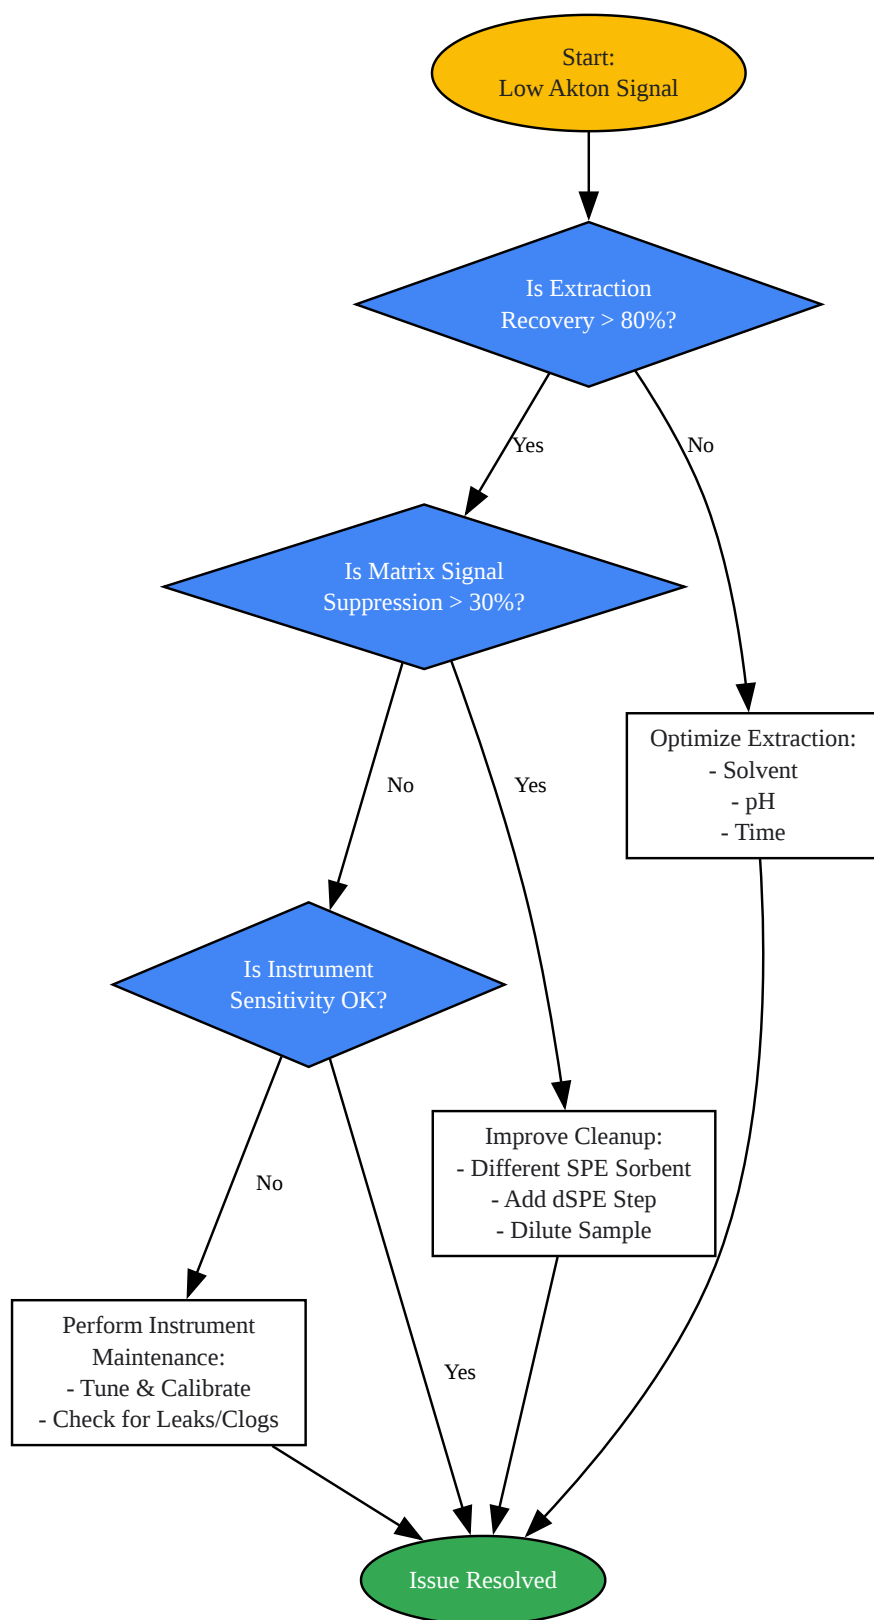 Start:
Low Akton Signal
Is Extraction
Recovery > 80%?
Yes
No
Is Matrix Signal
Suppression > 30%?
No
Yes
Optimize Extraction:
- Solvent
- pH
- Time
Is Instrument
Sensitivity OK?
No
Yes
Improve Cleanup:
- Different SPE Sorbent
- Add dSPE Step
- Dilute Sample
Perform Instrument
Maintenance:
- Tune & Calibrate
- Check for Leaks/Clogs
Issue Resolved